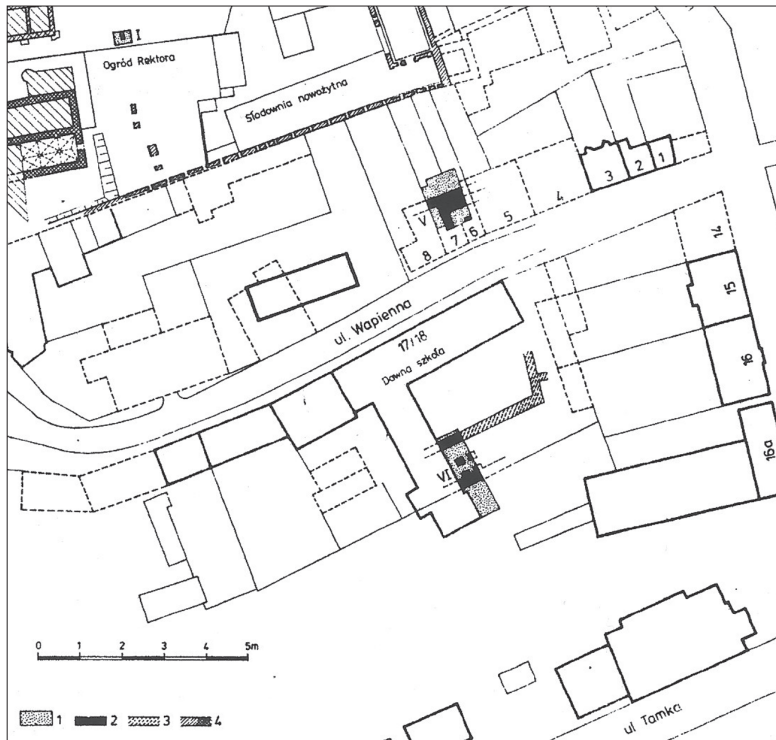 I
Ogród Rektora
Słodownia nowożytna
V
8
7
6
5
4
3
2
1
14
15
16
16a
ul. Wapienna
17/18
Dawna szkoła
VI
0 1 2 3 4 5m
1 2 3 4
ul Tamka